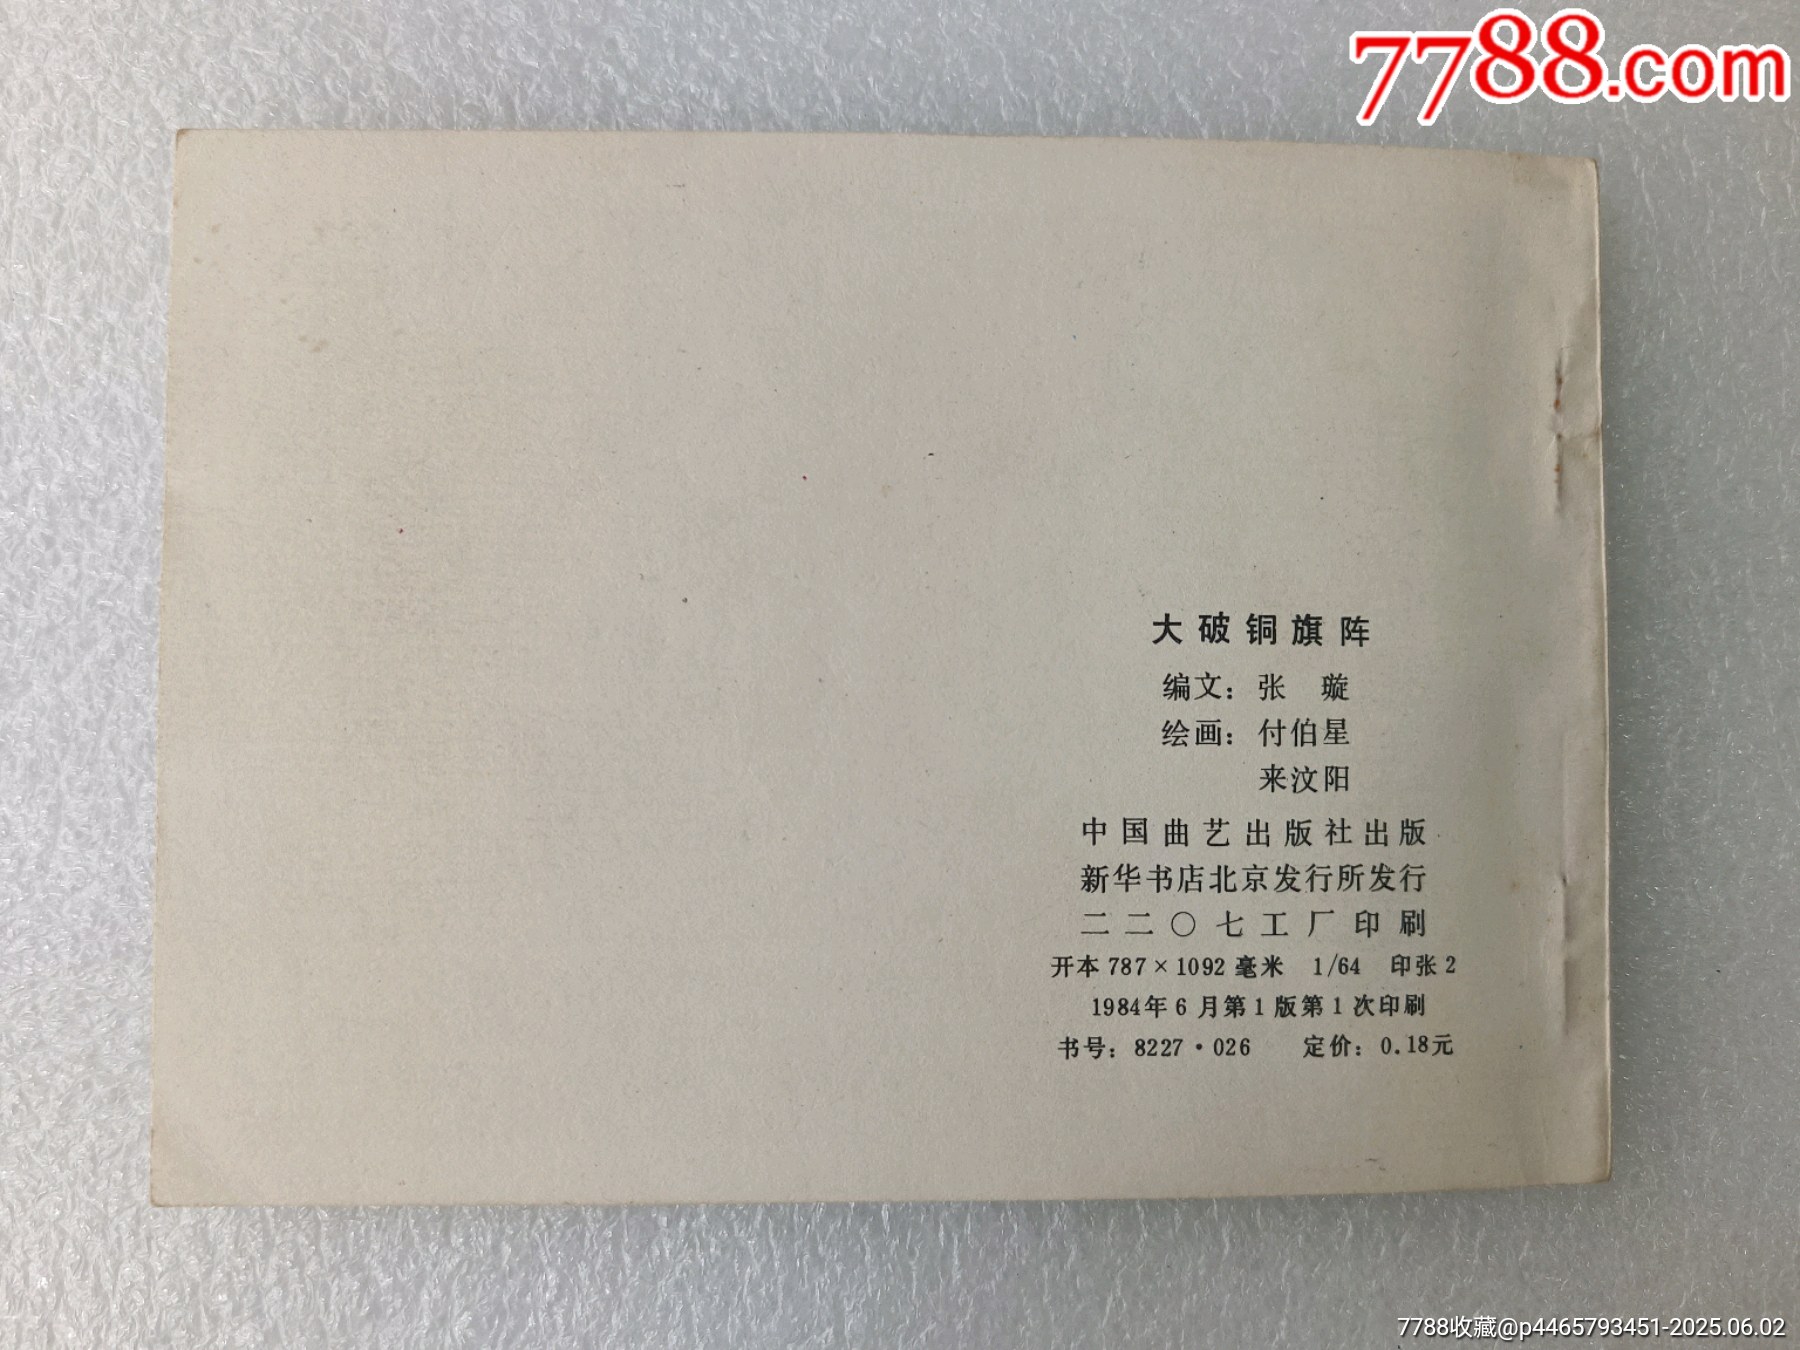 7788.com
大破铜旗阵
编文：张　璇
绘画：付伯星
来汶阳
中国曲艺出版社出版
新华书店北京发行所发行
二二〇七工厂印刷
开本 787×1092 毫米　1/64　印张 2
1984年 6 月第 1 版第 1 次印刷
书号：8227·026　定价：0.18元
7788收藏@p4465793451-2025.06.02